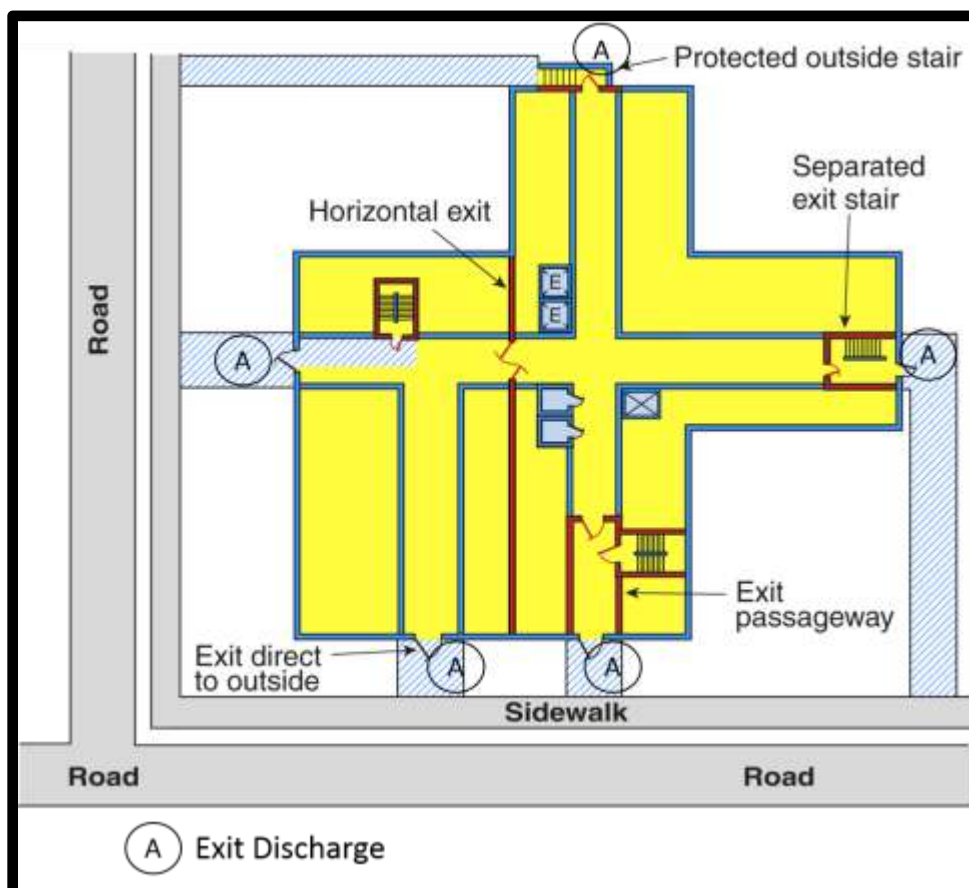 A
Protected outside stair
Separated
exit stair
Horizontal exit
Road
E
E
A
A
Exit
passageway
Exit direct
to outside
A
A
Sidewalk
Road
Road
A Exit Discharge